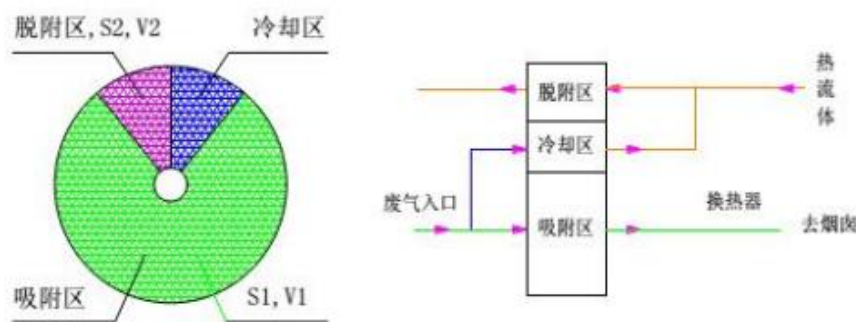 脱附区,S2,V2
冷却区
吸附区
S1,V1
脱附区
冷却区
吸附区
废气入口
热流体
换热器
去烟囱